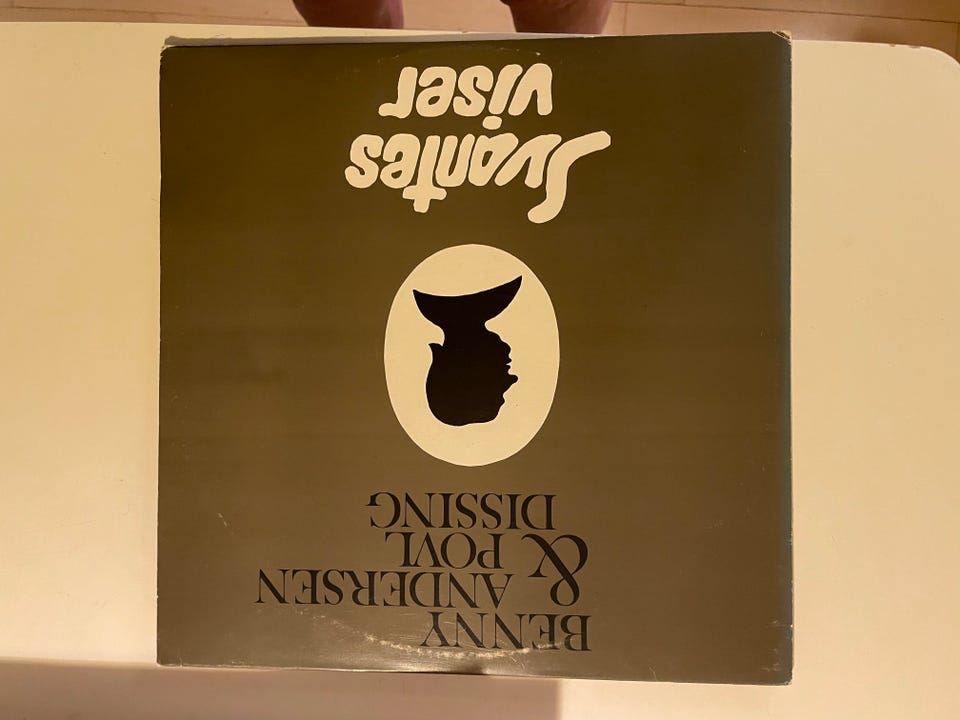 BENNY
ANDERSEN
& POVL
DISSING
Svantes
viser